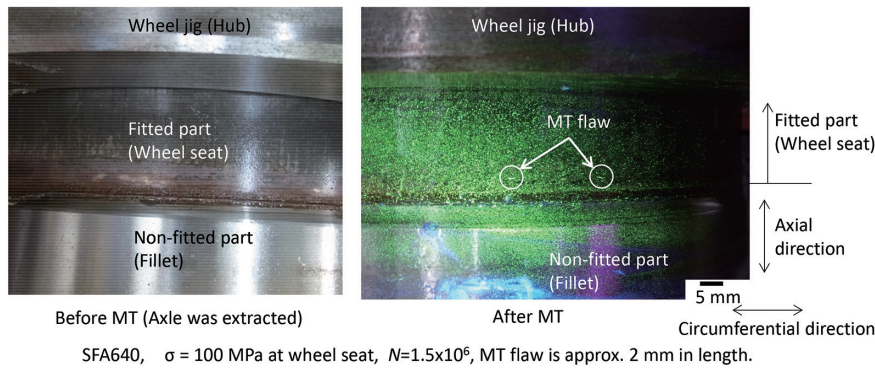 Wheel jig (Hub)
Fitted part
(Wheel seat)
Non-fitted part
(Fillet)
Before MT (Axle was extracted)
Wheel jig (Hub)
MT flaw
Non-fitted part
(Fillet)
After MT
Fitted part
(Wheel seat)
Axial
direction
5 mm
Circumferential direction
SFA640, σ = 100 MPa at wheel seat, N=1.5x10⁶, MT flaw is approx. 2 mm in length.